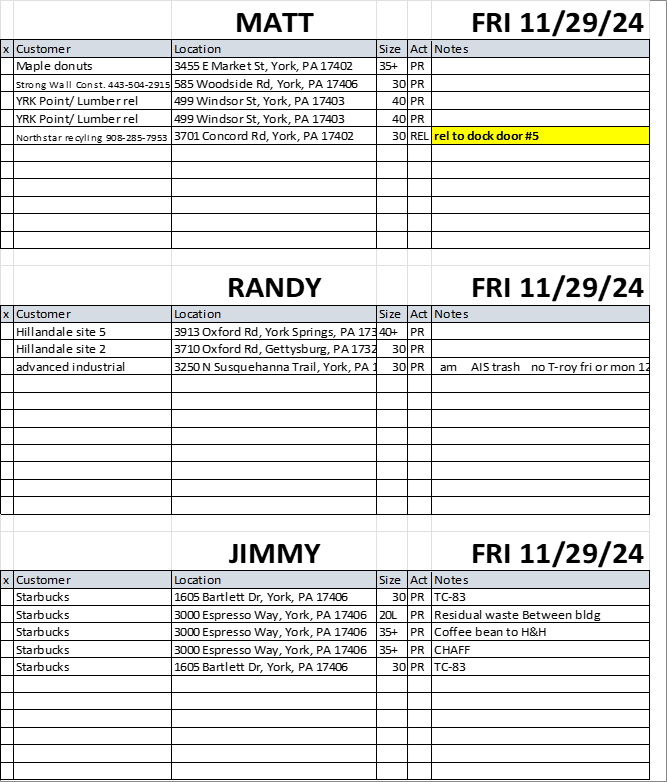 MATT FRI 11/29/24
x Customer Location Size Act Notes
Maple donuts 3455 E Market St, York, PA 17402 35+ PR
Strong Wall Const. 443-504-2915 585 Woodside Rd, York, PA 17406 30 PR
YRK Point/ Lumber rel 499 Windsor St, York, PA 17403 40 PR
YRK Point/ Lumber rel 499 Windsor St, York, PA 17403 40 PR
Northstar recyling 908-285-7953 3701 Concord Rd, York, PA 17402 30 REL rel to dock door #5
RANDY FRI 11/29/24
x Customer Location Size Act Notes
Hillandale site 5 3913 Oxford Rd, York Springs, PA 173 40+ PR
Hillandale site 2 3710 Oxford Rd, Gettysburg, PA 1732 30 PR
advanced industrial 3250 N Susquehanna Trail, York, PA 1 30 PR am AIS trash no T-roy fri or mon 12
JIMMY FRI 11/29/24
x Customer Location Size Act Notes
Starbucks 1605 Bartlett Dr, York, PA 17406 30 PR TC-83
Starbucks 3000 Espresso Way, York, PA 17406 20L PR Residual waste Between bldg
Starbucks 3000 Espresso Way, York, PA 17406 35+ PR Coffee bean to H&H
Starbucks 3000 Espresso Way, York, PA 17406 35+ PR CHAFF
Starbucks 1605 Bartlett Dr, York, PA 17406 30 PR TC-83